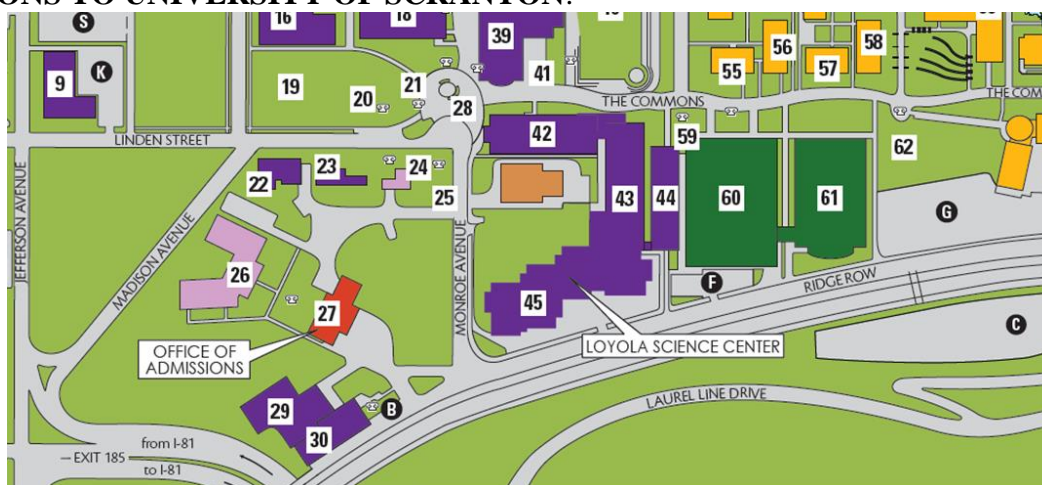 ONS TO UNIVERSITY OF SCRANTON:
S
16
18
39
9
K
19
20
21
28
41
55
56
57
58
THE COMMONS
THE COM
LINDEN STREET
42
59
62
22
23
24
25
43
44
60
61
G
JEFFERSON AVENUE
MADISON AVENUE
MONROE AVENUE
26
27
45
F
RIDGE ROW
C
OFFICE OF
ADMISSIONS
LOYOLA SCIENCE CENTER
29
30
B
LAUREL LINE DRIVE
from I-81
EXIT 185
to I-81